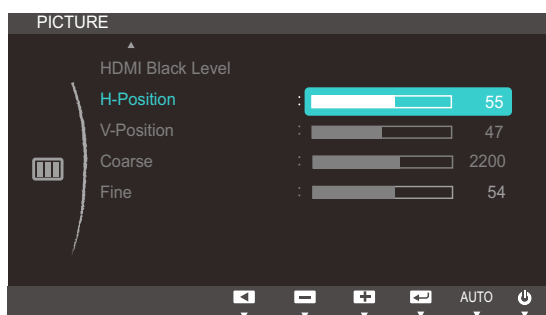 PICTURE
HDMI Black Level
H-Position : 55
V-Position : 47
Coarse : 2200
Fine : 54
AUTO